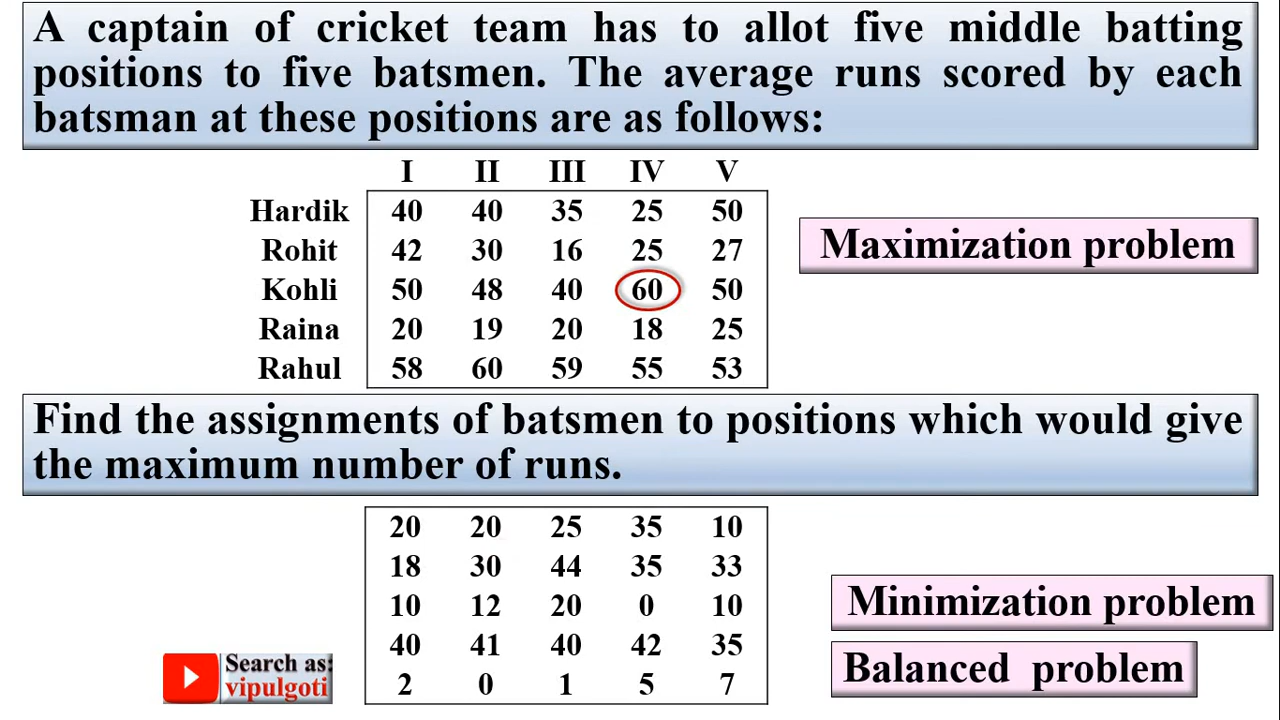 A captain of cricket team has to allot five middle batting
positions to five batsmen. The average runs scored by each
batsman at these positions are as follows:
I II III IV V
Hardik 40 40 35 25 50
Rohit 42 30 16 25 27
Kohli 50 48 40 60 50
Raina 20 19 20 18 25
Rahul 58 60 59 55 53
Maximization problem
Find the assignments of batsmen to positions which would give
the maximum number of runs.
20 20 25 35 10
18 30 44 35 33
10 12 20 0 10
40 41 40 42 35
2 0 1 5 7
Minimization problem
Balanced problem
Search as:
vipulgoti